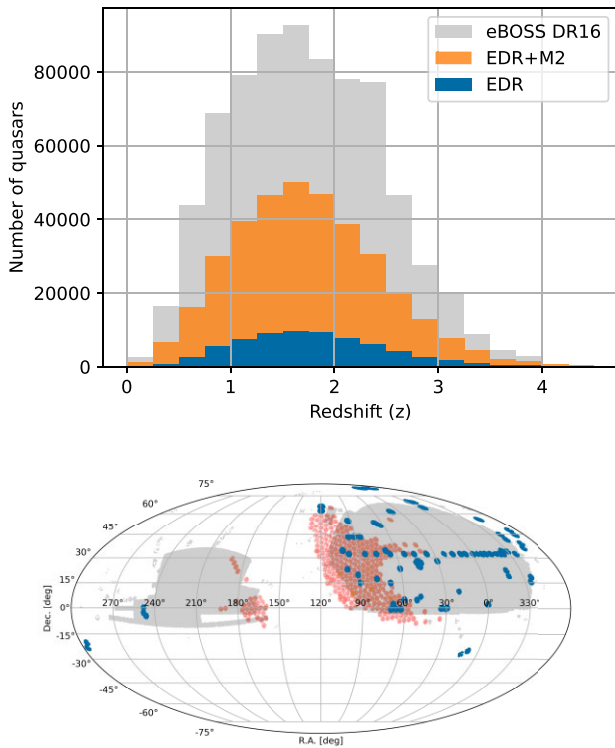 eBOSS DR16
EDR+M2
EDR
80000
60000
40000
20000
0
Number of quasars
0 1 2 3 4
Redshift (z)
75°
60°
45°
30°
15°
0°
-15°
-30°
-45°
-60°
-75°
270° 240° 210° 180° 150° 120° 90° 60° 30° 0° 330°
Dec. [deg]
R.A. [deg]